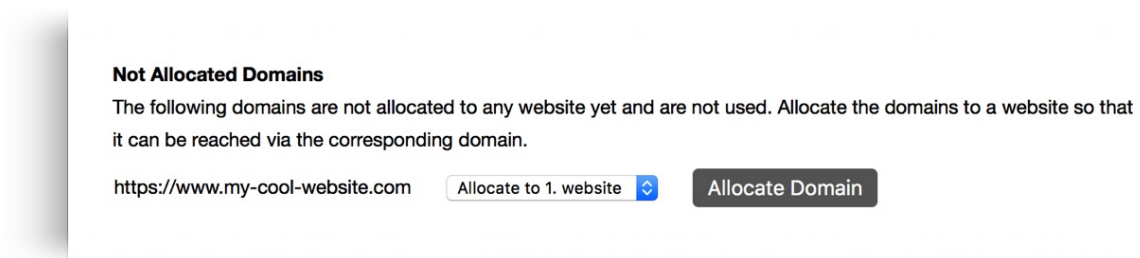 Not Allocated Domains
The following domains are not allocated to any website yet and are not used. Allocate the domains to a website so that
it can be reached via the corresponding domain.
https://www.my-cool-website.com Allocate to 1. website Allocate Domain